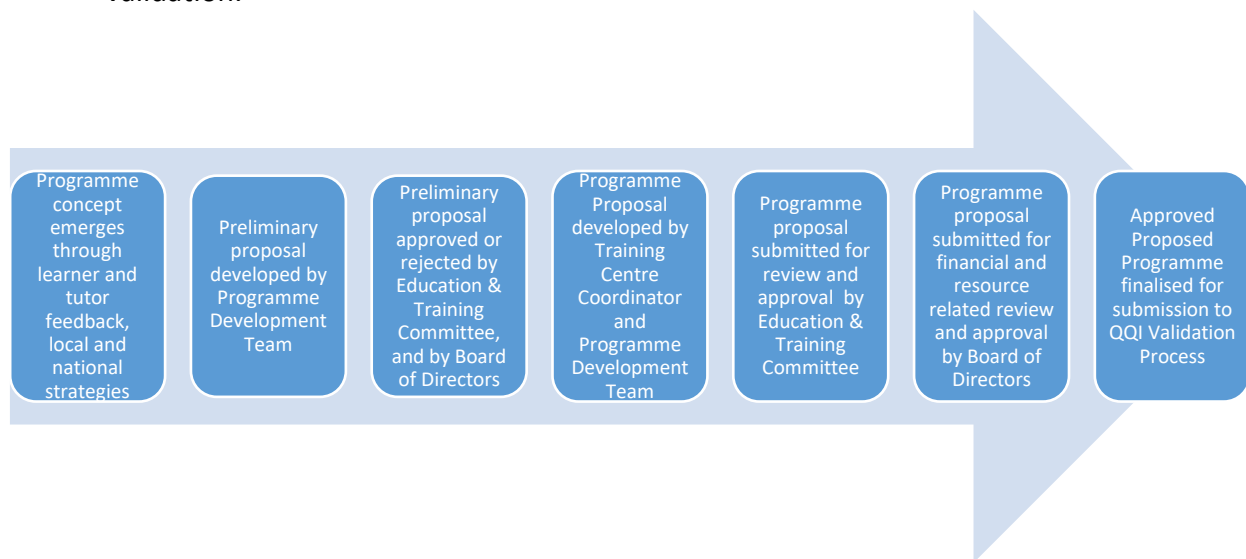 Programme
concept
emerges
through
learner and
tutor
feedback,
local and
national
strategies
Preliminary
proposal
developed by
Programme
Development
Team
Preliminary
proposal
approved or
rejected by
Education &
Training
Committee,
and by Board
of Directors
Programme
Proposal
developed by
Training
Centre
Coordinator
and
Programme
Development
Team
Programme
proposal
submitted for
review and
approval by
Education &
Training
Committee
Programme
proposal
submitted for
financial and
resource
related review
and approval
by Board of
Directors
Approved
Proposed
Programme
finalised for
submission to
QQI Validation
Process